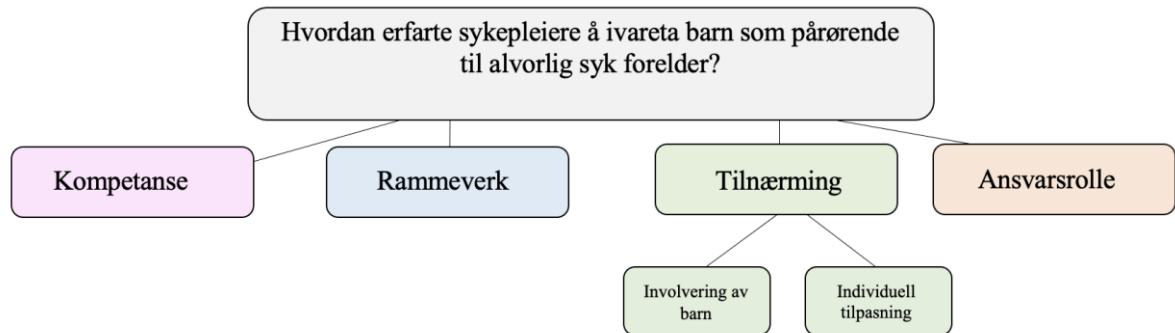 Hvordan erfarte sykepleiere å ivareta barn som pårørende
til alvorlig syk forelder?
Kompetanse
Rammeverk
Tilnærming
Ansvarsrolle
Involvering av
barn
Individuell
tilpasning